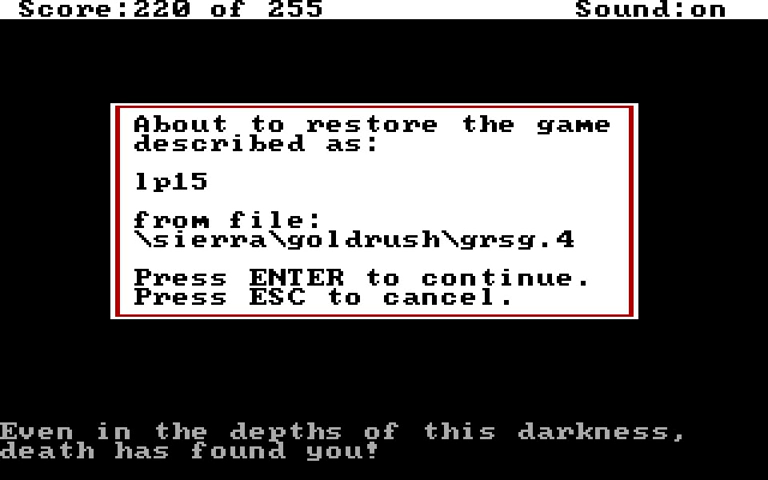 Score:220 of 255 Sound:on
About to restore the game
described as:
lp15
from file:
\sierra\goldrush\grsg.4
Press ENTER to continue.
Press ESC to cancel.
Even in the depths of this darkness,
death has found you!